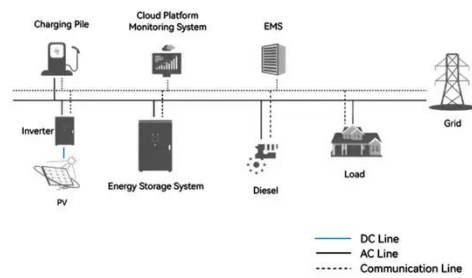 Charging Pile
Cloud Platform
Monitoring System
EMS
Grid
Inverter
PV
Energy Storage System
Diesel
Load
DC Line
AC Line
Communication Line